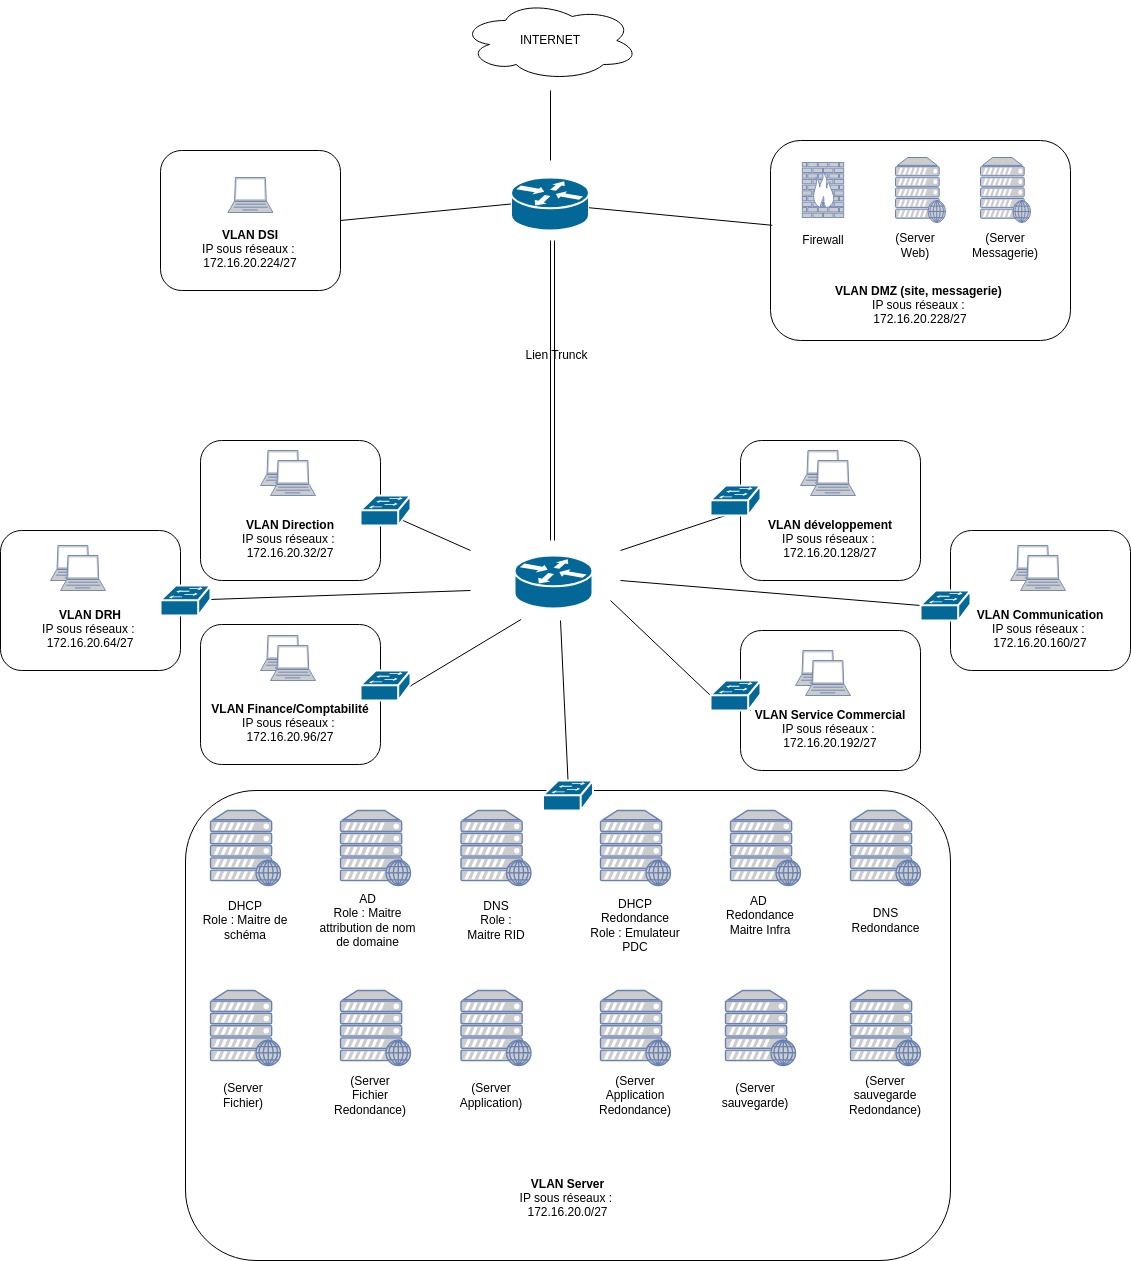 INTERNET
VLAN DSI
IP sous réseaux :
172.16.20.224/27
Firewall
(Server
Web)
(Server
Messagerie)
VLAN DMZ (site, messagerie)
IP sous réseaux :
172.16.20.228/27
Lien Trunck
VLAN Direction
IP sous réseaux :
172.16.20.32/27
VLAN développement
IP sous réseaux :
172.16.20.128/27
VLAN DRH
IP sous réseaux :
172.16.20.64/27
VLAN Communication
IP sous réseaux :
172.16.20.160/27
VLAN Finance/Comptabilité
IP sous réseaux :
172.16.20.96/27
VLAN Service Commercial
IP sous réseaux :
172.16.20.192/27
DHCP
Role : Maitre de
schéma
AD
Role : Maitre
attribution de nom
de domaine
DNS
Role :
Maitre RID
DHCP
Redondance
Role : Emulateur
PDC
AD
Redondance
Maitre Infra
DNS
Redondance
(Server
Fichier)
(Server
Fichier
Redondance)
(Server
Application)
(Server
Application
Redondance)
(Server
sauvegarde)
(Server
sauvegarde
Redondance)
VLAN Server
IP sous réseaux :
172.16.20.0/27